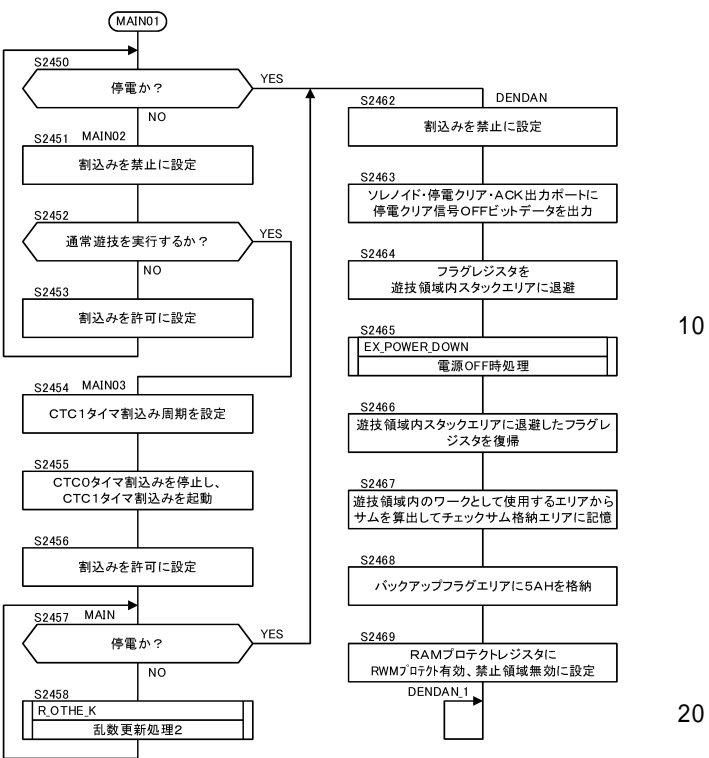 MAIN01
S2450
停電か?
YES
NO
S2451 MAIN02
割込みを禁止に設定
S2452
通常遊技を実行するか?
YES
NO
S2453
割込みを許可に設定
S2454 MAIN03
CTC1タイマ割込み周期を設定
S2455
CTC0タイマ割込みを停止し、
CTC1タイマ割込みを起動
S2456
割込みを許可に設定
S2457 MAIN
停電か?
YES
NO
S2458
R_OTHE_K
乱数更新処理2
S2462 DENDAN
割込みを禁止に設定
S2463
ソレノイド・停電クリア・ACK出力ポートに
停電クリア信号OFFビットデータを出力
S2464
フラグレジスタを
遊技領域内スタックエリアに退避
S2465
EX_POWER_DOWN
電源OFF時処理
S2466
遊技領域内スタックエリアに退避したフラグレ
ジスタを復帰
S2467
遊技領域内のワークとして使用するエリアから
サムを算出してチェックサム格納エリアに記憶
S2468
バックアップフラグエリアに5AHを格納
S2469
RAMプロテクトレジスタに
RWMプロテクト有効、禁止領域無効に設定
DENDAN_1
10
20